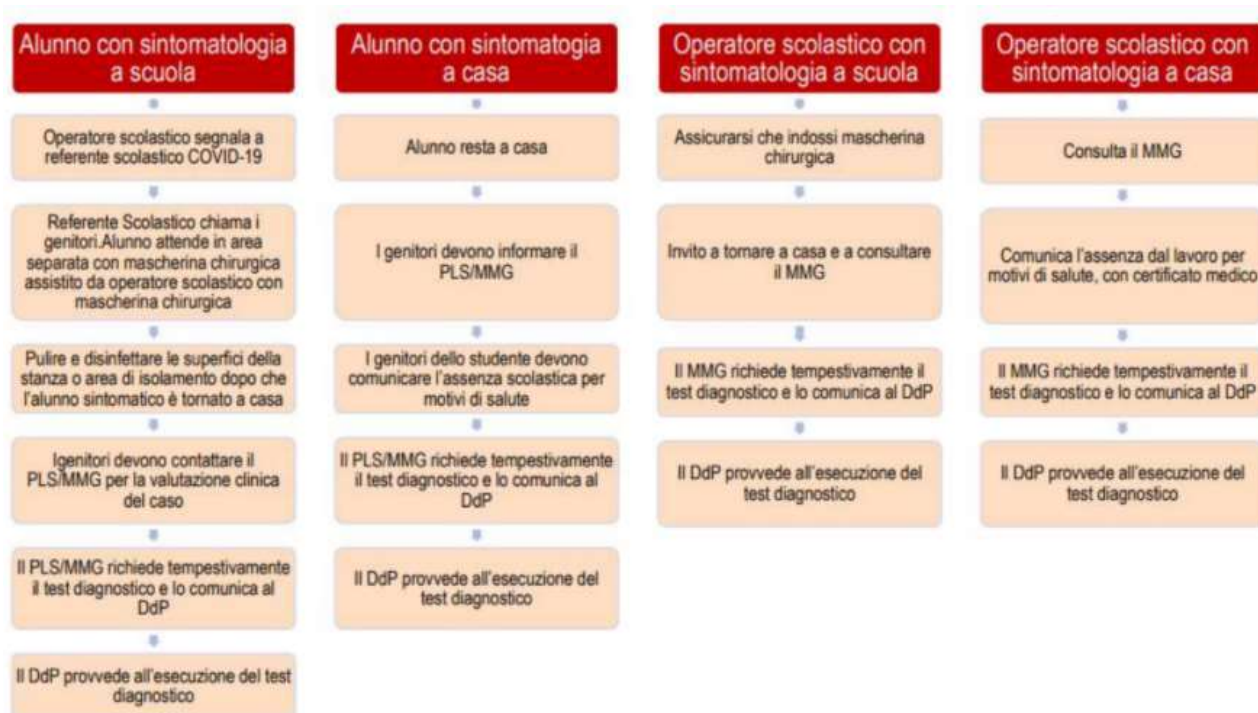 Alunno con sintomatologia
a scuola
Operatore scolastico segnala a
referente scolastico COVID-19
Referente Scolastico chiama i
genitori.Alunno attende in area
separata con mascherina chirurgica
assistito da operatore scolastico con
mascherina chirurgica
Pulire e disinfettare le superfici della
stanza o area di isolamento dopo che
l'alunno sintomatico è tornato a casa
Igenitori devono contattare il
PLS/MMG per la valutazione clinica
del caso
Il PLS/MMG richiede tempestivamente
il test diagnostico e lo comunica al
DdP
Il DdP provvede all'esecuzione del test
diagnostico
Alunno con sintomatogia
a casa
Alunno resta a casa
I genitori devono informare il
PLS/MMG
I genitori dello studente devono
comunicare l'assenza scolastica per
motivi di salute
Il PLS/MMG richiede tempestivamente
il test diagnostico e lo comunica al
DdP
Il DdP provvede all'esecuzione del
test diagnostico
Operatore scolastico con
sintomatologia a scuola
Assicurarsi che indossi mascherina
chirurgica
Invito a tornare a casa e a consultare
il MMG
Il MMG richiede tempestivamente il
test diagnostico e lo comunica al DdP
Il DdP provvede all'esecuzione del
test diagnostico
Operatore scolastico con
sintomatologia a casa
Consulta il MMG
Comunica l'assenza dal lavoro per
motivi di salute, con certificato medico
Il MMG richiede tempestivamente il
test diagnostico e lo comunica al DdP
Il DdP provvede all'esecuzione del
test diagnostico